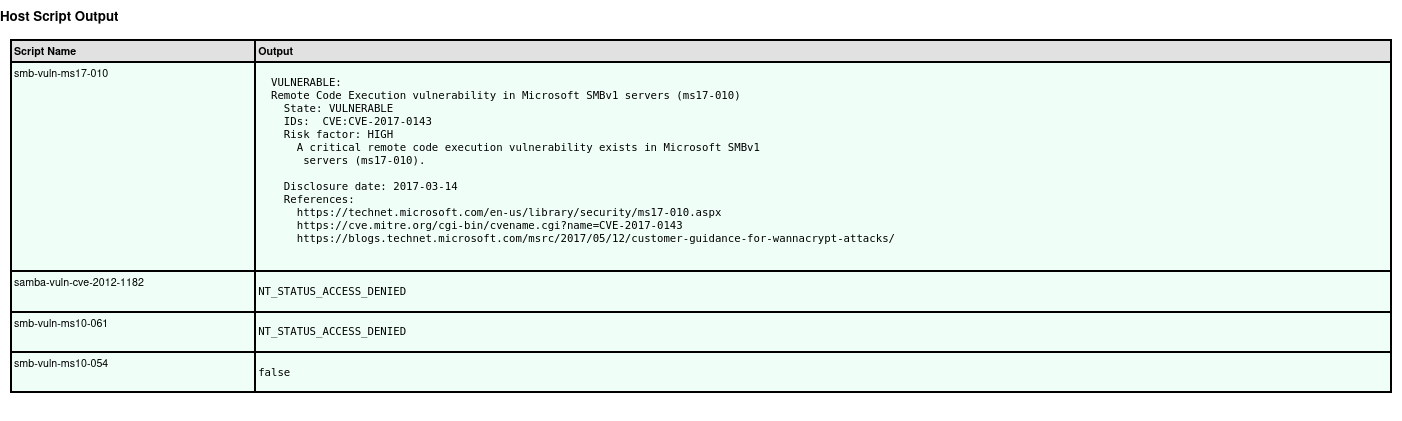 Host Script Output
Script Name Output
smb-vuln-ms17-010
VULNERABLE:
Remote Code Execution vulnerability in Microsoft SMBv1 servers (ms17-010)
State: VULNERABLE
IDs:  CVE:CVE-2017-0143
Risk factor: HIGH
A critical remote code execution vulnerability exists in Microsoft SMBv1
servers (ms17-010).
Disclosure date: 2017-03-14
References:
https://technet.microsoft.com/en-us/library/security/ms17-010.aspx
https://cve.mitre.org/cgi-bin/cvename.cgi?name=CVE-2017-0143
https://blogs.technet.microsoft.com/msrc/2017/05/12/customer-guidance-for-wannacrypt-attacks/
samba-vuln-cve-2012-1182
NT_STATUS_ACCESS_DENIED
smb-vuln-ms10-061
NT_STATUS_ACCESS_DENIED
smb-vuln-ms10-054
false